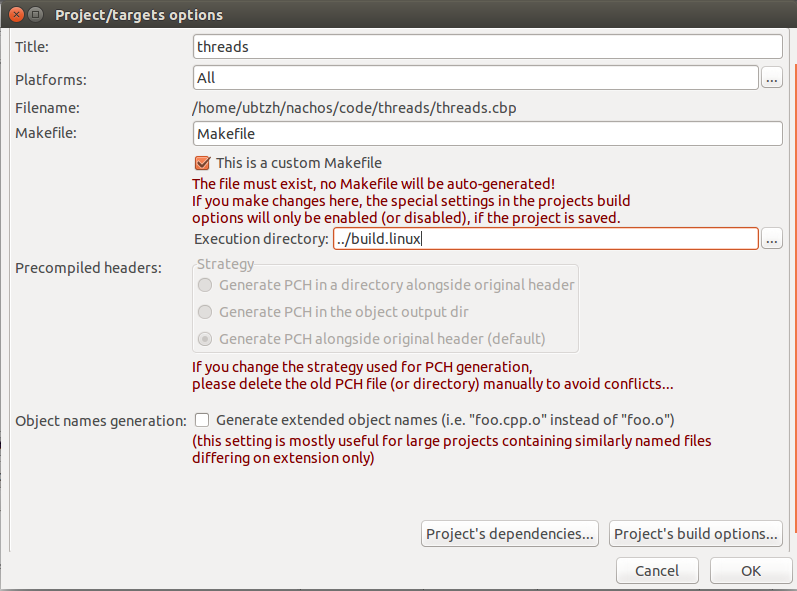 Project/targets options
Title: threads
Platforms: All ...
Filename: /home/ubtzh/nachos/code/threads/threads.cbp
Makefile: Makefile
This is a custom Makefile
The file must exist, no Makefile will be auto-generated!
If you make changes here, the special settings in the projects build
options will only be enabled (or disabled), if the project is saved.
Execution directory: ../build.linux ...
Precompiled headers: Strategy
Generate PCH in a directory alongside original header
Generate PCH in the object output dir
Generate PCH alongside original header (default)
If you change the strategy used for PCH generation,
please delete the old PCH file (or directory) manually to avoid conflicts...
Object names generation: Generate extended object names (i.e. "foo.cpp.o" instead of "foo.o")
(this setting is mostly useful for large projects containing similarly named files
differing on extension only)
Project's dependencies... Project's build options...
Cancel OK